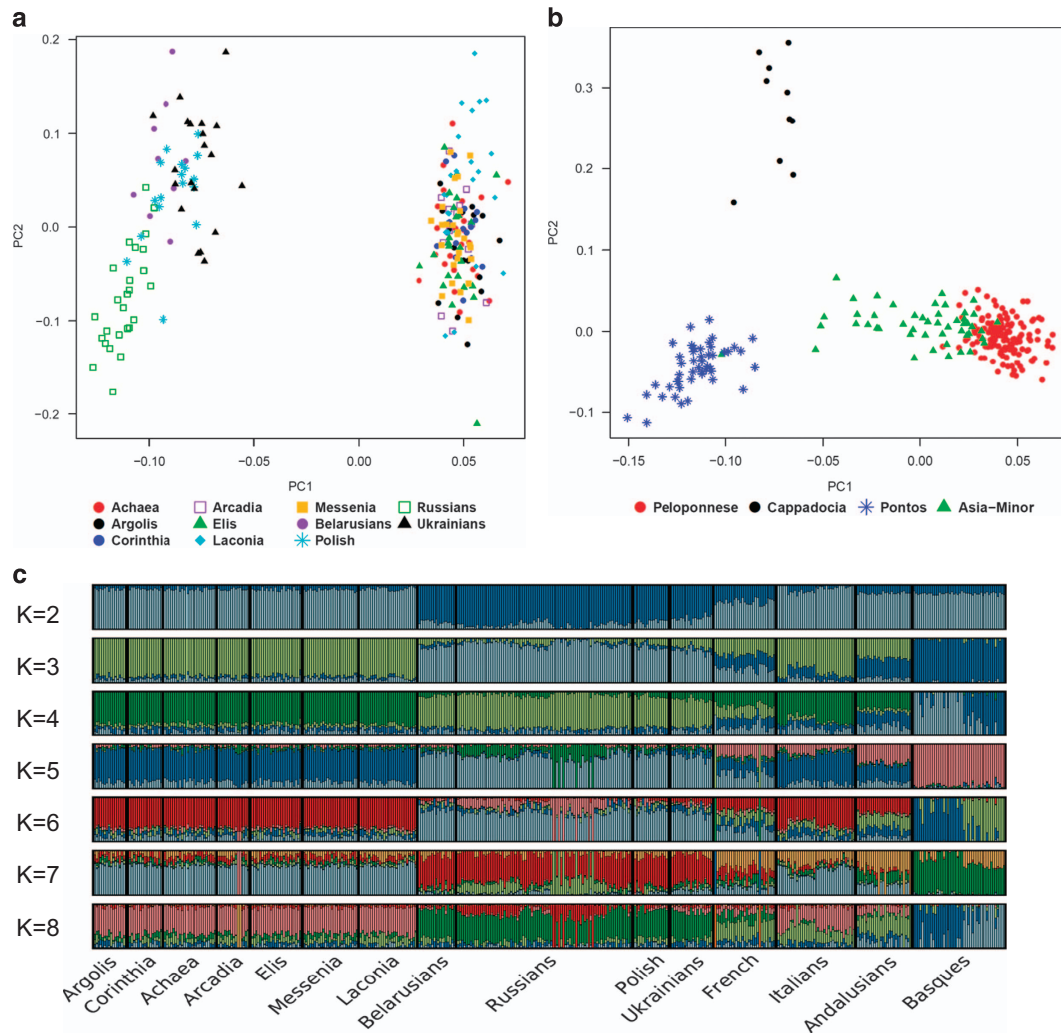 a
0.2
0.1
0.0
−0.1
−0.2
PC2
−0.10
−0.05
0.00
0.05
PC1
Achaea
Argolis
Corinthia
Arcadia
Elis
Laconia
Messenia
Belarusians
Polish
Russians
Ukrainians
b
0.3
0.2
0.1
0.0
−0.1
PC2
−0.15
−0.10
−0.05
0.00
0.05
PC1
Peloponnese
Cappadocia
Pontos
Asia−Minor
c
K=2
K=3
K=4
K=5
K=6
K=7
K=8
Argolis
Corinthia
Achaea
Arcadia
Elis
Messenia
Laconia
Belarusians
Russians
Polish
Ukrainians
French
Italians
Andalusians
Basques